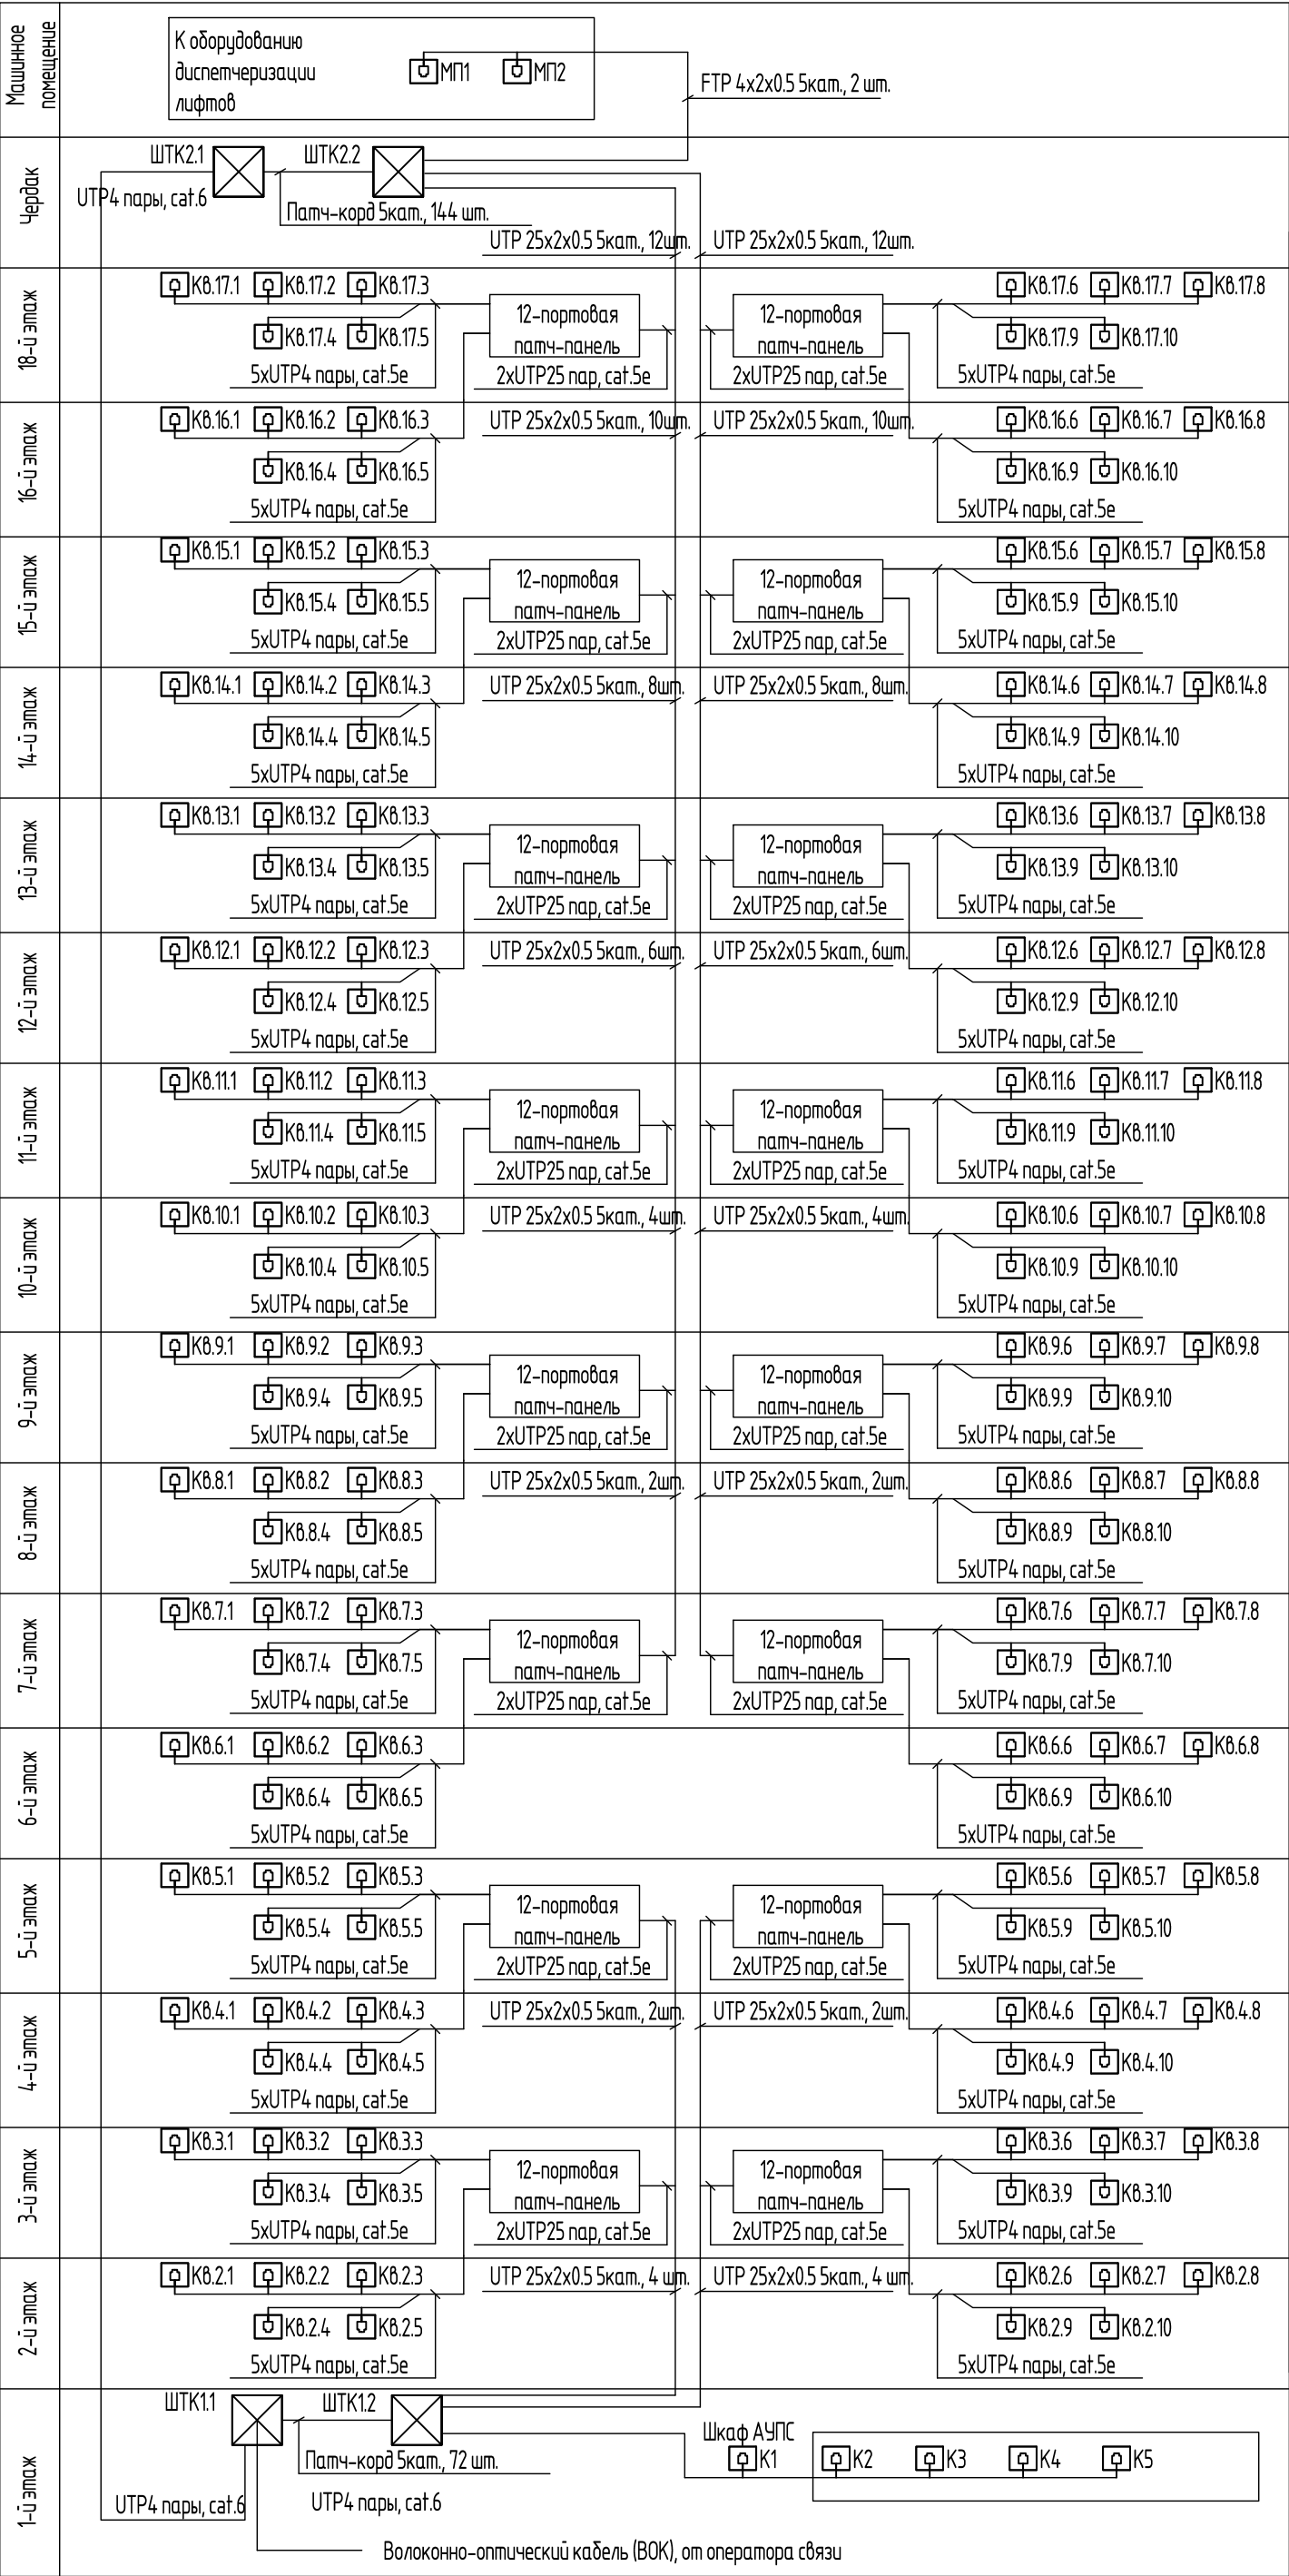 Машинное
помещение
К оборудованию
диспетчеризации
лифтов
МП1 МП2
FTP 4х2х0.5 5кат., 2 шт.
Чердак
ШТК2.1 ШТК2.2
UTP4 пары, cat.6
Патч-корд 5кат., 144 шт.
UTP 25х2х0.5 5кат., 12шт. UTP 25х2х0.5 5кат., 12шт.
18-й этаж
Кв.17.1 Кв.17.2 Кв.17.3 Кв.17.6 Кв.17.7 Кв.17.8
12-портовая 12-портовая
Кв.17.4 Кв.17.5 патч-панель патч-панель Кв.17.9 Кв.17.10
5хUTP4 пары, cat.5e 2хUTP25 пар, cat.5e 2хUTP25 пар, cat.5e 5хUTP4 пары, cat.5e
16-й этаж
Кв.16.1 Кв.16.2 Кв.16.3 UTP 25х2х0.5 5кат., 10шт. UTP 25х2х0.5 5кат., 10шт. Кв.16.6 Кв.16.7 Кв.16.8
Кв.16.4 Кв.16.5 Кв.16.9 Кв.16.10
5хUTP4 пары, cat.5e 5хUTP4 пары, cat.5e
15-й этаж
Кв.15.1 Кв.15.2 Кв.15.3 Кв.15.6 Кв.15.7 Кв.15.8
12-портовая 12-портовая
Кв.15.4 Кв.15.5 патч-панель патч-панель Кв.15.9 Кв.15.10
5хUTP4 пары, cat.5e 2хUTP25 пар, cat.5e 2хUTP25 пар, cat.5e 5хUTP4 пары, cat.5e
14-й этаж
Кв.14.1 Кв.14.2 Кв.14.3 UTP 25х2х0.5 5кат., 8шт. UTP 25х2х0.5 5кат., 8шт. Кв.14.6 Кв.14.7 Кв.14.8
Кв.14.4 Кв.14.5 Кв.14.9 Кв.14.10
5хUTP4 пары, cat.5e 5хUTP4 пары, cat.5e
13-й этаж
Кв.13.1 Кв.13.2 Кв.13.3 Кв.13.6 Кв.13.7 Кв.13.8
12-портовая 12-портовая
Кв.13.4 Кв.13.5 патч-панель патч-панель Кв.13.9 Кв.13.10
5хUTP4 пары, cat.5e 2хUTP25 пар, cat.5e 2хUTP25 пар, cat.5e 5хUTP4 пары, cat.5e
12-й этаж
Кв.12.1 Кв.12.2 Кв.12.3 UTP 25х2х0.5 5кат., 6шт. UTP 25х2х0.5 5кат., 6шт. Кв.12.6 Кв.12.7 Кв.12.8
Кв.12.4 Кв.12.5 Кв.12.9 Кв.12.10
5хUTP4 пары, cat.5e 5хUTP4 пары, cat.5e
11-й этаж
Кв.11.1 Кв.11.2 Кв.11.3 Кв.11.6 Кв.11.7 Кв.11.8
12-портовая 12-портовая
Кв.11.4 Кв.11.5 патч-панель патч-панель Кв.11.9 Кв.11.10
5хUTP4 пары, cat.5e 2хUTP25 пар, cat.5e 2хUTP25 пар, cat.5e 5хUTP4 пары, cat.5e
10-й этаж
Кв.10.1 Кв.10.2 Кв.10.3 UTP 25х2х0.5 5кат., 4шт. UTP 25х2х0.5 5кат., 4шт. Кв.10.6 Кв.10.7 Кв.10.8
Кв.10.4 Кв.10.5 Кв.10.9 Кв.10.10
5хUTP4 пары, cat.5e 5хUTP4 пары, cat.5e
9-й этаж
Кв.9.1 Кв.9.2 Кв.9.3 Кв.9.6 Кв.9.7 Кв.9.8
12-портовая 12-портовая
Кв.9.4 Кв.9.5 патч-панель патч-панель Кв.9.9 Кв.9.10
5хUTP4 пары, cat.5e 2хUTP25 пар, cat.5e 2хUTP25 пар, cat.5e 5хUTP4 пары, cat.5e
8-й этаж
Кв.8.1 Кв.8.2 Кв.8.3 UTP 25х2х0.5 5кат., 2шт. UTP 25х2х0.5 5кат., 2шт. Кв.8.6 Кв.8.7 Кв.8.8
Кв.8.4 Кв.8.5 Кв.8.9 Кв.8.10
5хUTP4 пары, cat.5e 5хUTP4 пары, cat.5e
7-й этаж
Кв.7.1 Кв.7.2 Кв.7.3 Кв.7.6 Кв.7.7 Кв.7.8
12-портовая 12-портовая
Кв.7.4 Кв.7.5 патч-панель патч-панель Кв.7.9 Кв.7.10
5хUTP4 пары, cat.5e 2хUTP25 пар, cat.5e 2хUTP25 пар, cat.5e 5хUTP4 пары, cat.5e
6-й этаж
Кв.6.1 Кв.6.2 Кв.6.3 Кв.6.6 Кв.6.7 Кв.6.8
Кв.6.4 Кв.6.5 Кв.6.9 Кв.6.10
5хUTP4 пары, cat.5e 5хUTP4 пары, cat.5e
5-й этаж
Кв.5.1 Кв.5.2 Кв.5.3 Кв.5.6 Кв.5.7 Кв.5.8
12-портовая 12-портовая
Кв.5.4 Кв.5.5 патч-панель патч-панель Кв.5.9 Кв.5.10
5хUTP4 пары, cat.5e 2хUTP25 пар, cat.5e 2хUTP25 пар, cat.5e 5хUTP4 пары, cat.5e
4-й этаж
Кв.4.1 Кв.4.2 Кв.4.3 UTP 25х2х0.5 5кат., 2шт. UTP 25х2х0.5 5кат., 2шт. Кв.4.6 Кв.4.7 Кв.4.8
Кв.4.4 Кв.4.5 Кв.4.9 Кв.4.10
5хUTP4 пары, cat.5e 5хUTP4 пары, cat.5e
3-й этаж
Кв.3.1 Кв.3.2 Кв.3.3 Кв.3.6 Кв.3.7 Кв.3.8
12-портовая 12-портовая
Кв.3.4 Кв.3.5 патч-панель патч-панель Кв.3.9 Кв.3.10
5хUTP4 пары, cat.5e 2хUTP25 пар, cat.5e 2хUTP25 пар, cat.5e 5хUTP4 пары, cat.5e
2-й этаж
Кв.2.1 Кв.2.2 Кв.2.3 UTP 25х2х0.5 5кат., 4 шт. UTP 25х2х0.5 5кат., 4 шт. Кв.2.6 Кв.2.7 Кв.2.8
Кв.2.4 Кв.2.5 Кв.2.9 Кв.2.10
5хUTP4 пары, cat.5e 5хUTP4 пары, cat.5e
1-й этаж
ШТК1.1 ШТК1.2
Шкаф АУПС
К1 К2 К3 К4 К5
Патч-корд 5кат., 72 шт.
UTP4 пары, cat.6 UTP4 пары, cat.6
Волоконно-оптический кабель (ВОК), от оператора связи